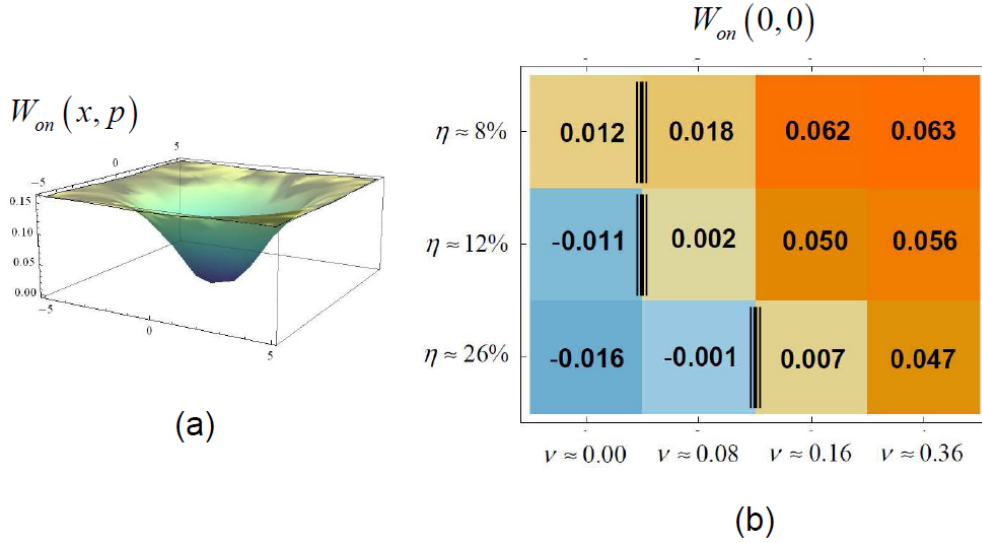 W_on (x, p)
5
0
−5
0.15
0.10
0.05
0.00
−5
0
5
(a)
W_on (0,0)
η ≈ 8%
0.012
0.018
0.062
0.063
η ≈ 12%
-0.011
0.002
0.050
0.056
η ≈ 26%
-0.016
-0.001
0.007
0.047
ν ≈ 0.00
ν ≈ 0.08
ν ≈ 0.16
ν ≈ 0.36
(b)